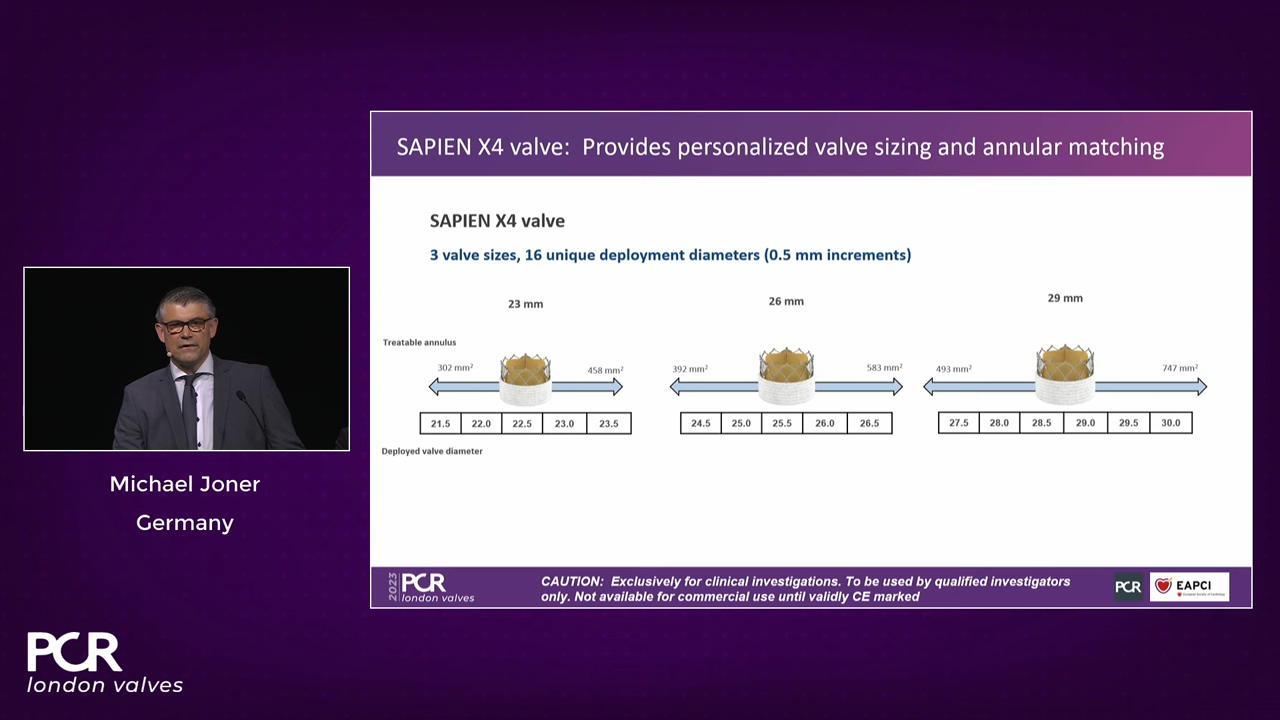 SAPIEN X4 valve: Provides personalized valve sizing and annular matching
SAPIEN X4 valve
3 valve sizes, 16 unique deployment diameters (0.5 mm increments)
23 mm
26 mm
29 mm
Treatable annulus
302 mm²
458 mm²
392 mm²
583 mm²
493 mm²
747 mm²
21.5 22.0 22.5 23.0 23.5
24.5 25.0 25.5 26.0 26.5
27.5 28.0 28.5 29.0 29.5 30.0
Deployed valve diameter
Michael Joner
Germany
2023 PCR
london valves
CAUTION: Exclusively for clinical investigations. To be used by qualified investigators
only. Not available for commercial use until validly CE marked
PCR
EAPCI
European Society of Cardiology
PCR
london valves